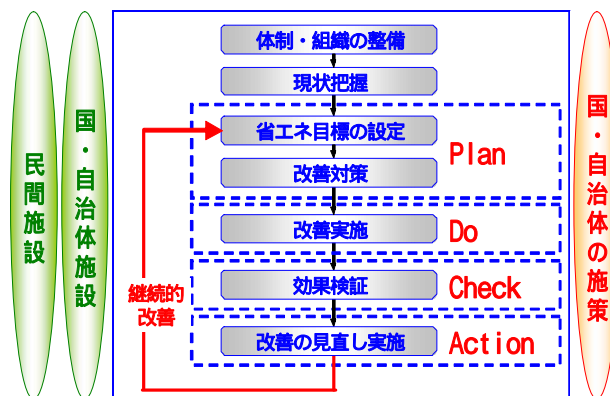 民間施設
国・自治体施設
体制・組織の整備
現状把握
省エネ目標の設定
改善対策
Plan
改善実施
Do
効果検証
Check
改善の見直し実施
Action
継続的
改善
国・自治体の施策